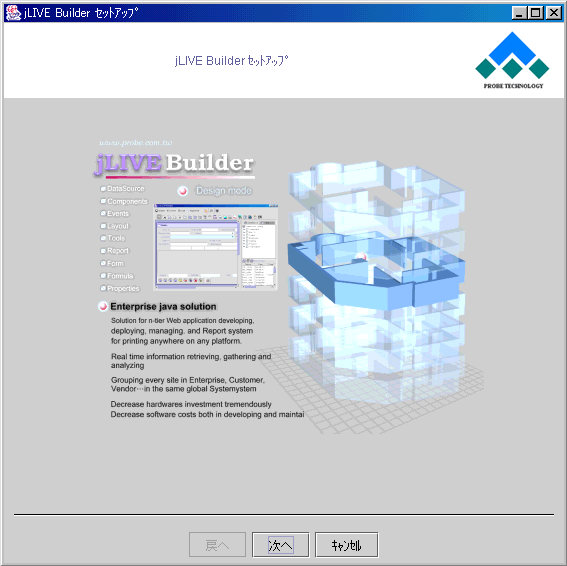 jLIVE Builder ｾｯﾄｱｯﾌﾟ
jLIVE Builder ｾｯﾄｱｯﾌﾟ
PROBE TECHNOLOGY
www.probe.com.tw
jLIVE Builder
DataSource
Design mode
Components
Events
Layout
Tools
Report
Form
Formula
Properties
Enterprise java solution
Solution for n-tier Web application developing,
deploying, managing. and Report system
for printing anywhere on any platform.
Real time information retrieving, gathering and
analyzing
Grouping every site in Enterprise, Customer,
Vendor…in the same global Systemystem
Decrease hardwares investment tremendously
Decrease software costs both in developing and maintai
戻へ
次へ
ｷｬﾝｾﾙ